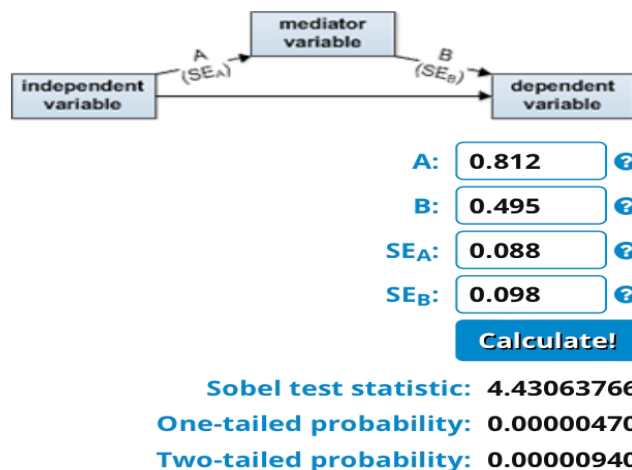 mediator
variable
A
(SEA)
B
(SEB)
independent
variable
dependent
variable
A: 0.812 ?
B: 0.495 ?
SEA: 0.088 ?
SEB: 0.098 ?
Calculate!
Sobel test statistic: 4.43063766
One-tailed probability: 0.00000470
Two-tailed probability: 0.00000940